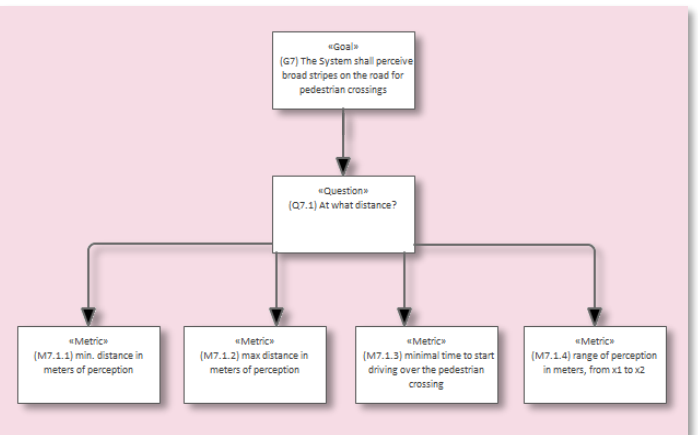 «Goal»
(G7) The System shall perceive
broad stripes on the road for
pedestrian crossings
«Question»
(Q7.1) At what distance?
«Metric»
(M7.1.1) min. distance in
meters of perception
«Metric»
(M7.1.2) max distance in
meters of perception
«Metric»
(M7.1.3) minimal time to start
driving over the pedestrian
crossing
«Metric»
(M7.1.4) range of perception
in meters, from x1 to x2